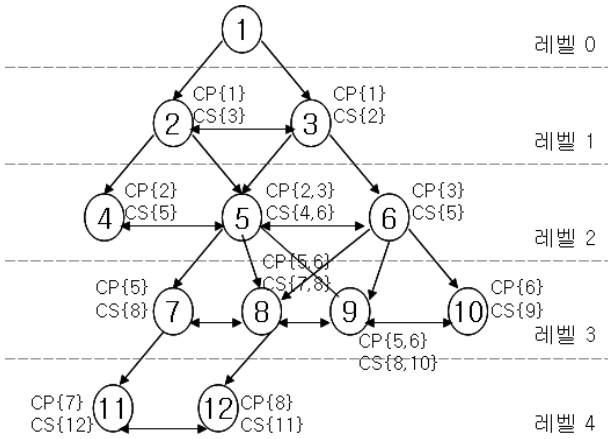 1
레벨 0
CP{1}
CS{3}
2
CP{1}
CS{2}
3
레벨 1
CP{2}
CS{5}
4
CP{2,3}
CS{4,6}
5
CP{3}
CS{5}
6
레벨 2
CP{5}
CS{8}
7
CP{5,6}
CS{7,8}
8
9
CP{5,6}
CS{8,10}
CP{6}
CS{9}
10
레벨 3
CP{7}
CS{12}
11
CP{8}
CS{11}
12
레벨 4